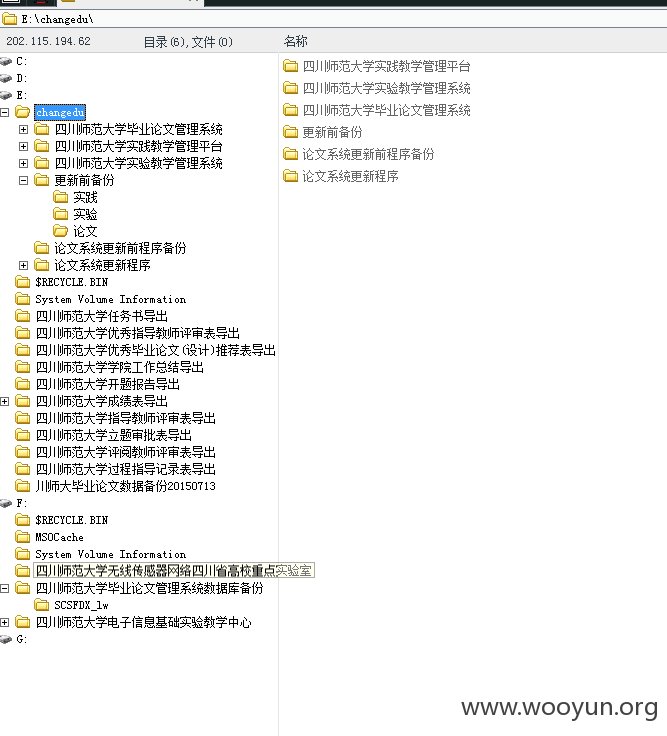 E:\changedu\
202.115.194.62 目录(6),文件(0) 名称
C:
D:
E:
changedu
四川师范大学毕业论文管理系统
四川师范大学实践教学管理平台
四川师范大学实验教学管理系统
更新前备份
实践
实验
论文
论文系统更新前程序备份
论文系统更新程序
$RECYCLE.BIN
System Volume Information
四川师范大学任务书导出
四川师范大学优秀指导教师评审表导出
四川师范大学优秀毕业论文(设计)推荐表导出
四川师范大学学院工作总结导出
四川师范大学开题报告导出
四川师范大学成绩表导出
四川师范大学指导教师评审表导出
四川师范大学立题审批表导出
四川师范大学评阅教师评审表导出
四川师范大学过程指导记录表导出
川师大毕业论文数据备份20150713
F:
$RECYCLE.BIN
MSOCache
System Volume Information
四川师范大学无线传感器网络四川省高校重点实验室
四川师范大学毕业论文管理系统数据库备份
SCSFDX_lw
四川师范大学电子信息基础实验教学中心
G:
四川师范大学实践教学管理平台
四川师范大学实验教学管理系统
四川师范大学毕业论文管理系统
更新前备份
论文系统更新前程序备份
论文系统更新程序
www.wooyun.org